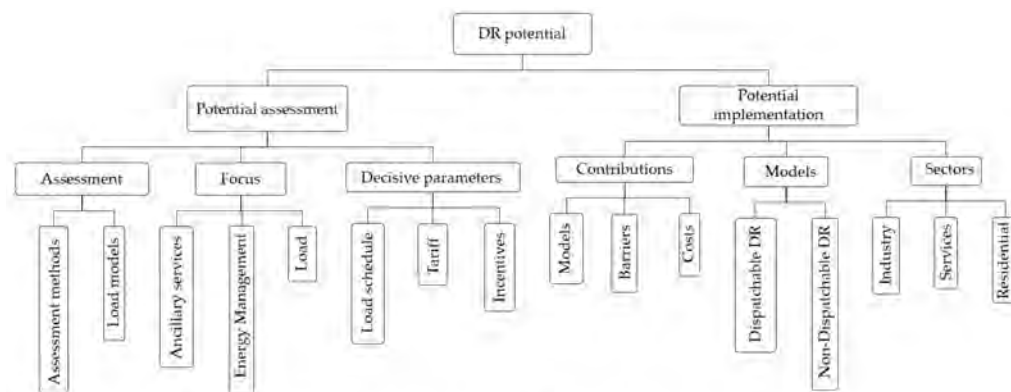 DR potential
Potential assessment
Potential
implementation
Assessment
Focus
Decisive parameters
Contributions
Models
Sectors
Assessment methods
Load models
Ancillary services
Energy Management
Load
Load schedule
Tariff
Incentives
Models
Barriers
Costs
Dispatchable DR
Non-Dispatchable DR
Industry
Services
Residential